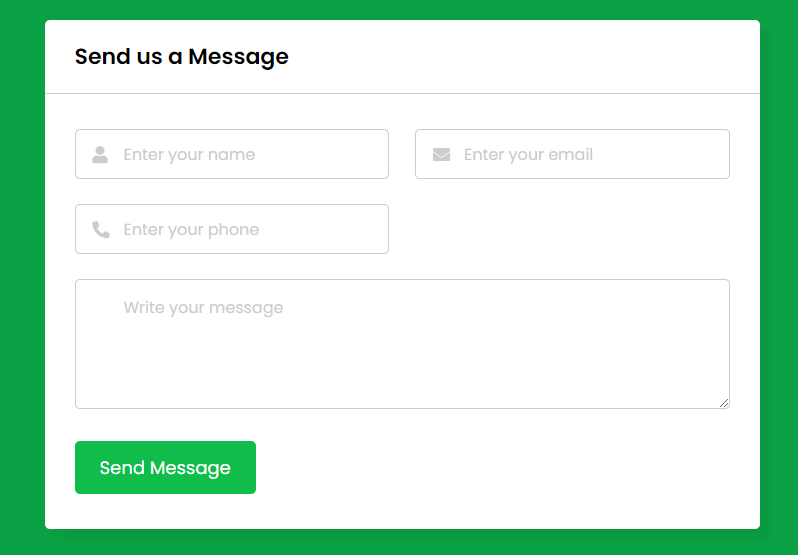 Send us a Message
Enter your name
Enter your email
Enter your phone
Write your message
Send Message